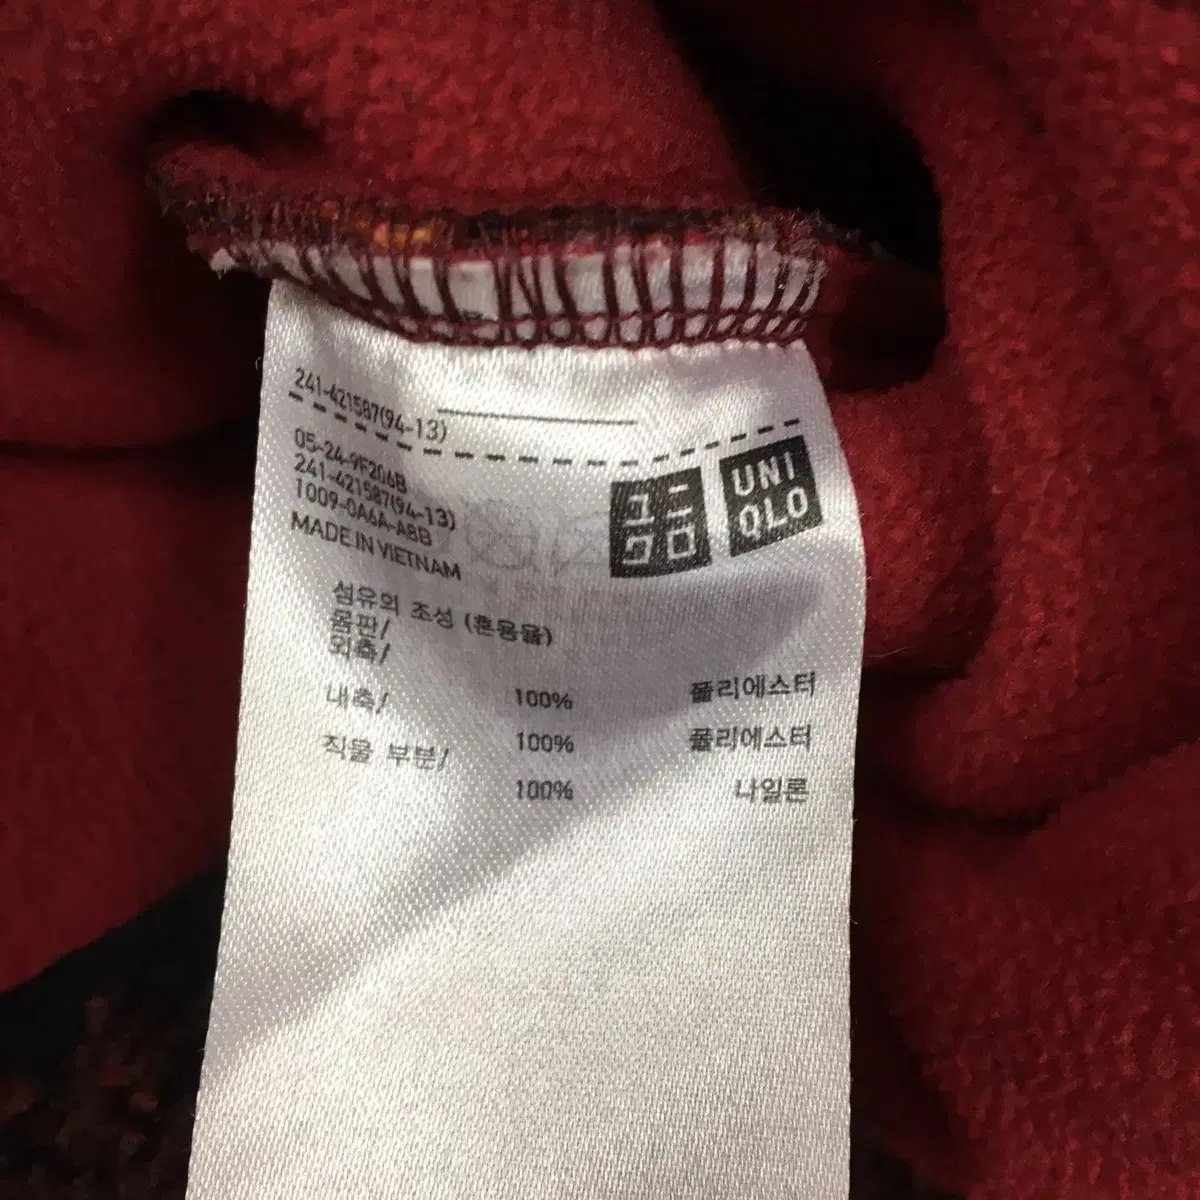 241-421587(94-13)
05-24-9F206B
241-421587(94-13)
1009-0A6A-A8B
MADE IN VIETNAM
ユニ
クロ
UNI
QLO
섬유의 조성 (혼용율)
몸판/
외측/
100% 폴리에스터
내측/
100% 폴리에스터
직물 부분/
100% 나일론